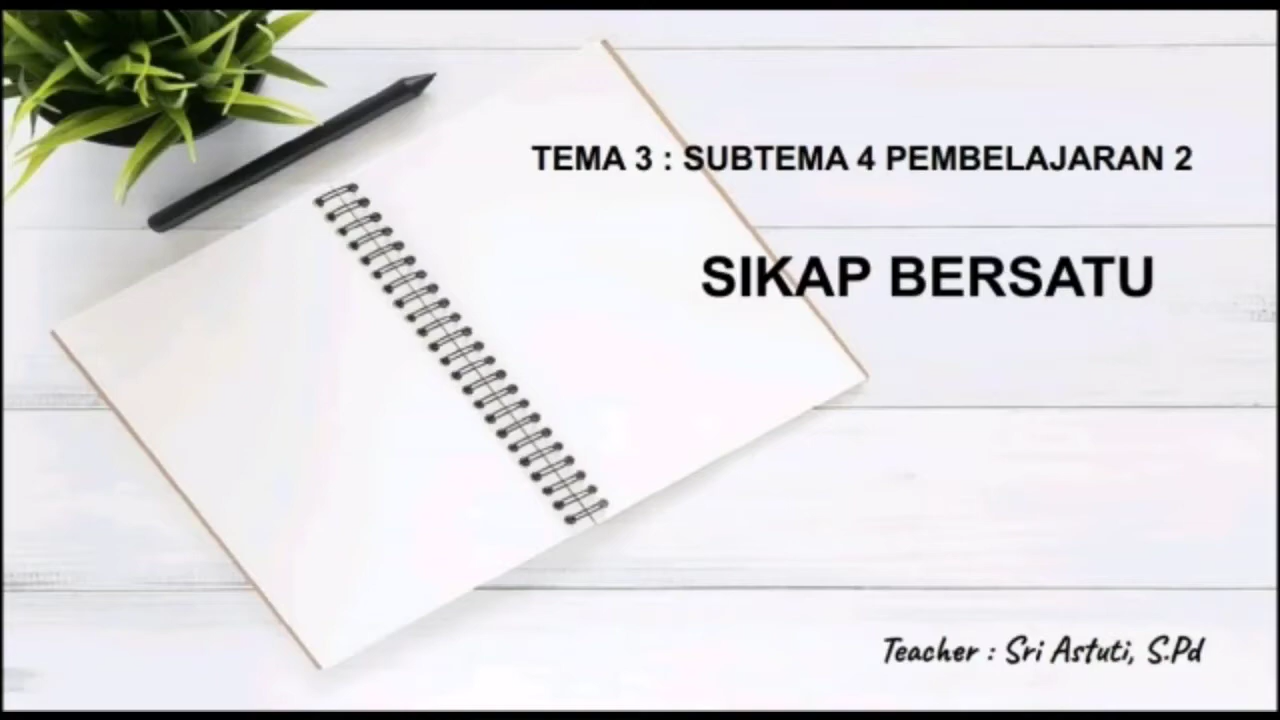 TEMA 3 : SUBTEMA 4 PEMBELAJARAN 2
SIKAP BERSATU
Teacher : Sri Astuti, S.Pd